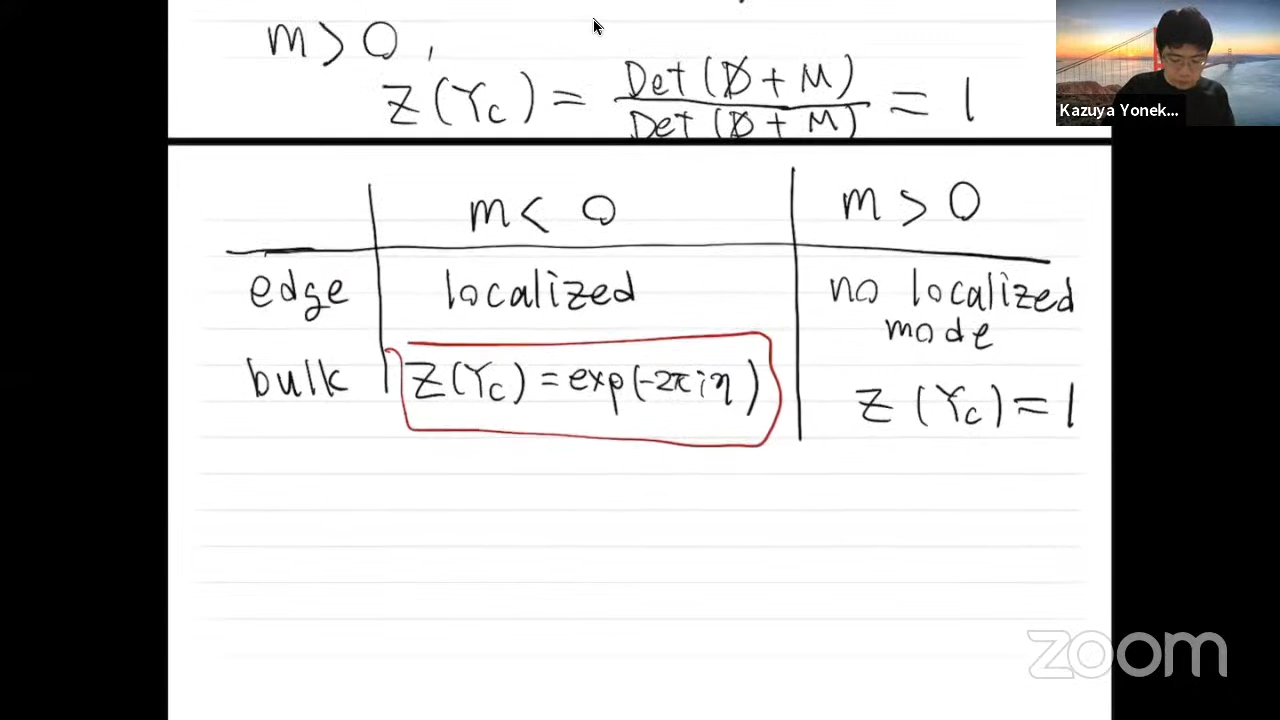 m > 0 ,
Z(Y_C) = Det(D̸ + M) / Det(D̸ + M) = 1
Kazuya Yonek...
m < 0 m > 0
edge localized no localized mode
bulk Z(Y_C) = exp(-2πiη) Z(Y_C) = 1
zoom